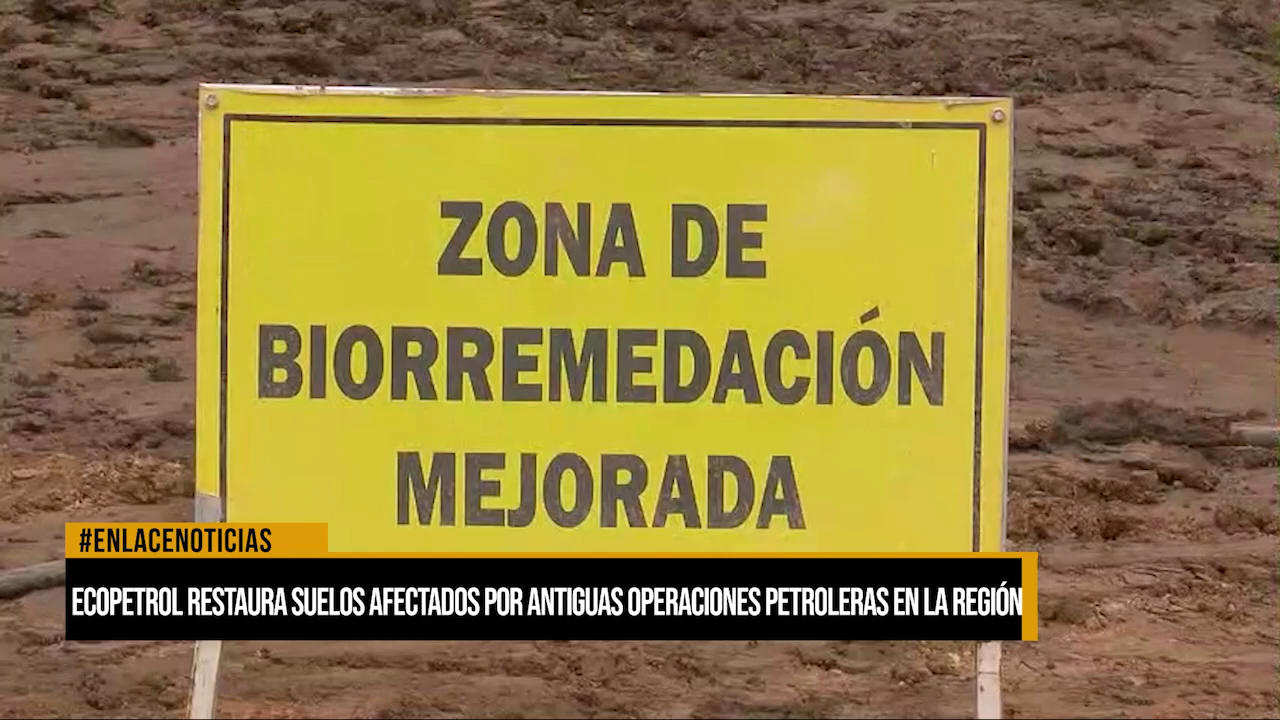 ZONA DE
BIORREMEDACIÓN
MEJORADA
#ENLACENOTICIAS
ECOPETROL RESTAURA SUELOS AFECTADOS POR ANTIGUAS OPERACIONES PETROLERAS EN LA REGIÓN